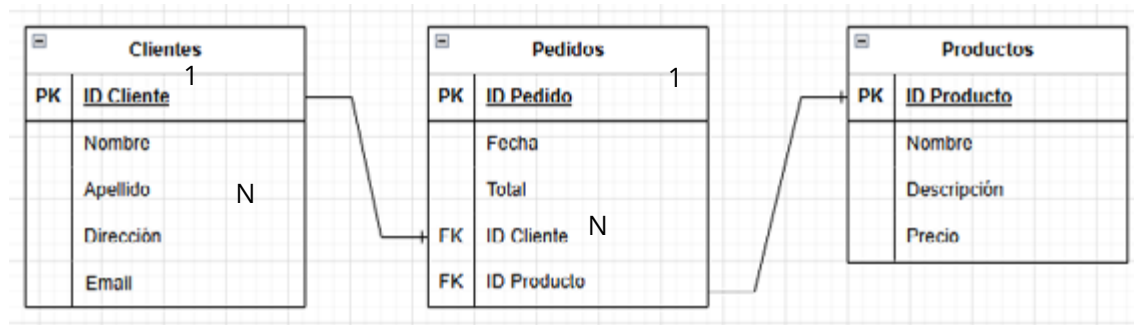 Clientes
1
PK ID Cliente
Nombre
Apellido
N
Dirección
Email
Pedidos
1
PK ID Pedido
Fecha
Total
FK ID Cliente
N
FK ID Producto
Productos
PK ID Producto
Nombre
Descripción
Precio